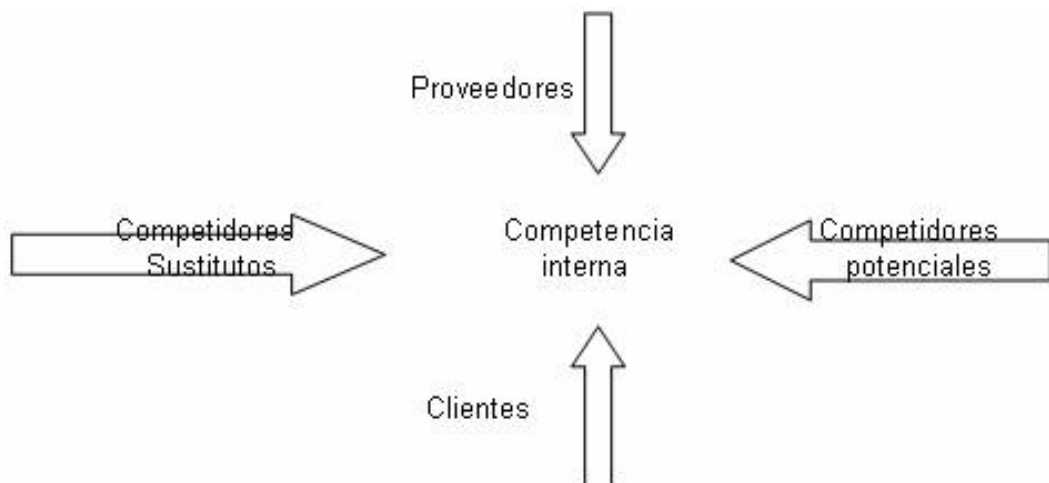 Proveedores
Competidores
Sustitutos
Competencia
interna
Competidores
potenciales
Clientes